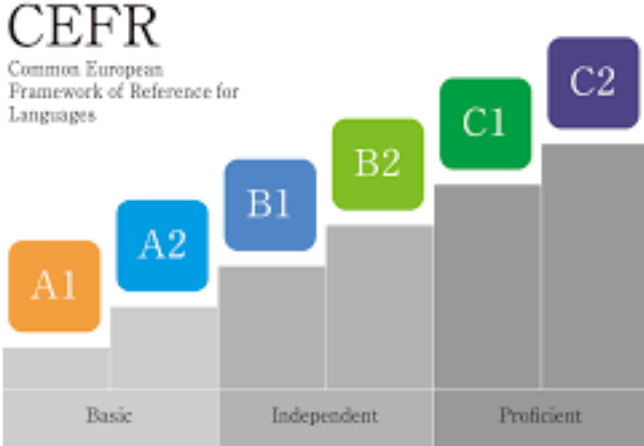 CEFR
Common European
Framework of Reference for
Languages
C2
C1
B2
B1
A2
A1
Basic
Independent
Proficient